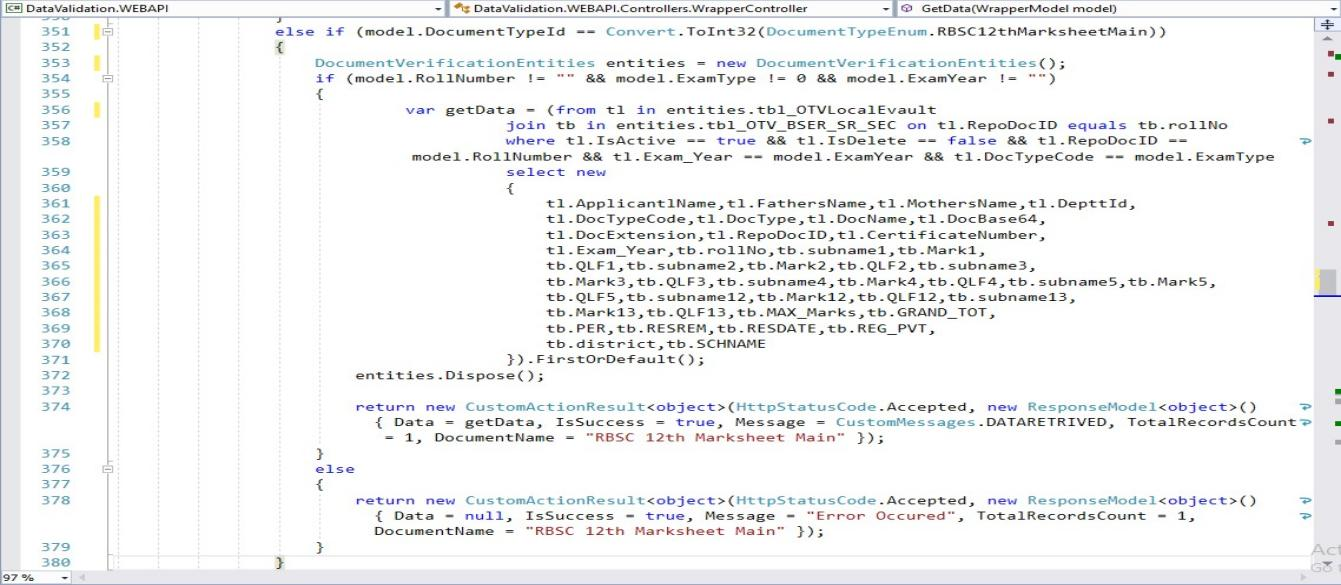 DataValidation.WEBAPI DataValidation.WEBAPI.Controllers.WrapperController GetData(WrapperModel model)
351 else if (model.DocumentTypeId == Convert.ToInt32(DocumentTypeEnum.RBSC12thMarksheetMain))
352 {
353 DocumentVerificationEntities entities = new DocumentVerificationEntities();
354 if (model.RollNumber != "" && model.ExamType != 0 && model.ExamYear != "")
355 {
356 var getData = (from tl in entities.tbl_OTVLocalEvault
357 join tb in entities.tbl_OTV_BSER_SR_SEC on tl.RepoDocID equals tb.rollNo
358 where tl.IsActive == true && tl.IsDelete == false && tl.RepoDocID ==
model.RollNumber && tl.Exam_Year == model.ExamYear && tl.DocTypeCode == model.ExamType
359 select new
360 {
361 tl.ApplicantlName,tl.FathersName,tl.MothersName,tl.DepttId,
362 tl.DocTypeCode,tl.DocType,tl.DocName,tl.DocBase64,
363 tl.DocExtension,tl.RepoDocID,tl.CertificateNumber,
364 tl.Exam_Year,tb.rollNo,tb.subname1,tb.Mark1,
365 tb.QLF1,tb.subname2,tb.Mark2,tb.QLF2,tb.subname3,
366 tb.Mark3,tb.QLF3,tb.subname4,tb.Mark4,tb.QLF4,tb.subname5,tb.Mark5,
367 tb.QLF5,tb.subname12,tb.Mark12,tb.QLF12,tb.subname13,
368 tb.Mark13,tb.QLF13,tb.MAX_Marks,tb.GRAND_TOT,
369 tb.PER,tb.RESREM,tb.RESDATE,tb.REG_PVT,
370 tb.district,tb.SCHNAME
371 }).FirstOrDefault();
372 entities.Dispose();
373
374 return new CustomActionResult<object>(HttpStatusCode.Accepted, new ResponseModel<object>()
{ Data = getData, IsSuccess = true, Message = CustomMessages.DATARETRIVED, TotalRecordsCount
= 1, DocumentName = "RBSC 12th Marksheet Main" });
375 }
376 else
377 {
378 return new CustomActionResult<object>(HttpStatusCode.Accepted, new ResponseModel<object>()
{ Data = null, IsSuccess = true, Message = "Error Occured", TotalRecordsCount = 1,
DocumentName = "RBSC 12th Marksheet Main" });
379 }
380 }
97 %